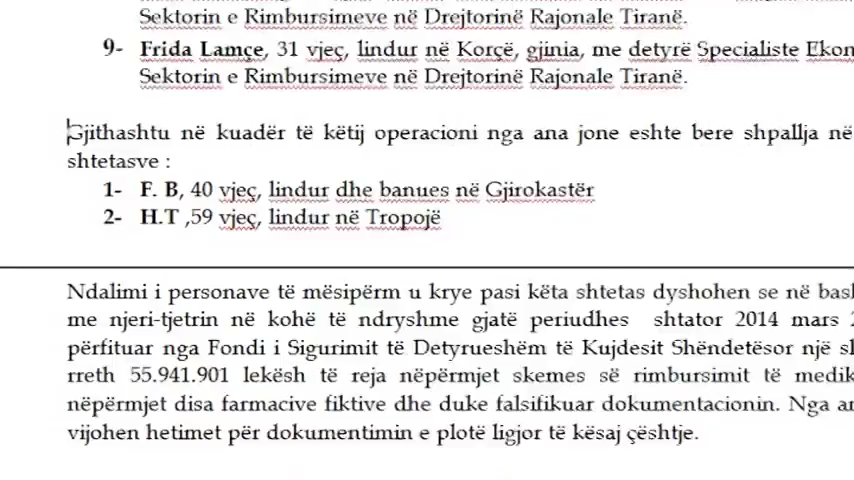 Sektorin e Rimbursimeve në Drejtorinë Rajonale Tiranë.
9- Frida Lamçe, 31 vjeç, lindur në Korçë, gjinia, me detyrë Specialiste Ekon
Sektorin e Rimbursimeve në Drejtorinë Rajonale Tiranë.
Gjithashtu në kuadër të këtij operacioni nga ana jone eshte bere shpallja në
shtetasve :
1- F. B, 40 vjeç, lindur dhe banues në Gjirokastër
2- H.T ,59 vjeç, lindur në Tropojë
Ndalimi i personave të mësipërm u krye pasi këta shtetas dyshohen se në bash
me njeri-tjetrin në kohë të ndryshme gjatë periudhes shtator 2014 mars 2
përfituar nga Fondi i Sigurimit të Detyrueshëm të Kujdesit Shëndetësor një sh
rreth 55.941.901 lekësh të reja nëpërmjet skemes së rimbursimit të medik
nëpërmjet disa farmacive fiktive dhe duke falsifikuar dokumentacionin. Nga an
vijohen hetimet për dokumentimin e plotë ligjor të kësaj çështje.